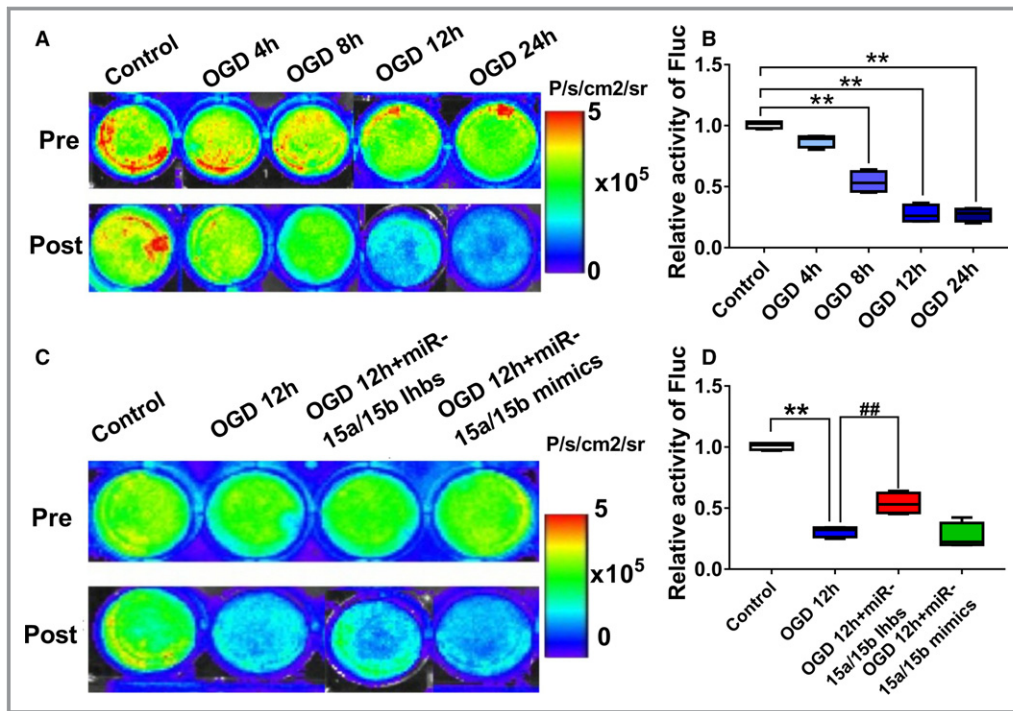 A
Control
OGD 4h
OGD 8h
OGD 12h
OGD 24h
P/s/cm2/sr
5
x10⁵
0
Pre
Post
B
Relative activity of Fluc
1.5
1.0
0.5
0.0
**
**
**
Control
OGD 4h
OGD 8h
OGD 12h
OGD 24h
C
Control
OGD 12h
OGD 12h+miR-
15a/15b Ihbs
OGD 12h+miR-
15a/15b mimics
P/s/cm2/sr
5
x10⁵
0
Pre
Post
D
Relative activity of Fluc
1.5
1.0
0.5
0.0
**
##
Control
OGD 12h
OGD 12h+miR-
15a/15b Ihbs
OGD 12h+miR-
15a/15b mimics